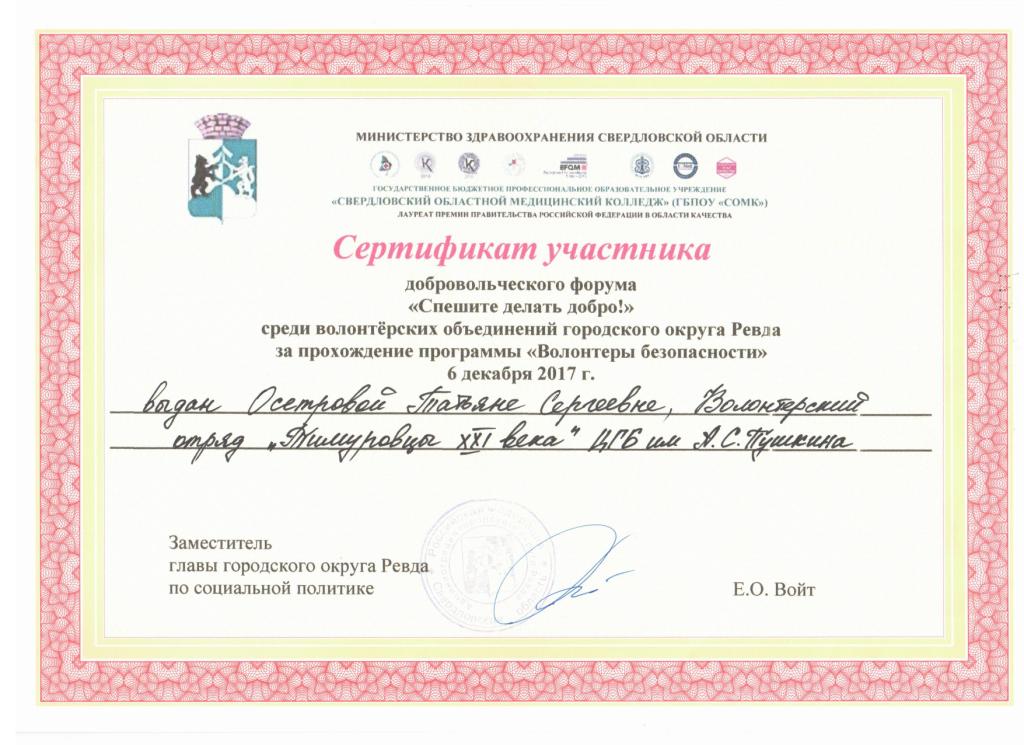 МИНИСТЕРСТВО ЗДРАВООХРАНЕНИЯ СВЕРДЛОВСКОЙ ОБЛАСТИ
EFQM
ГОСУДАРСТВЕННОЕ БЮДЖЕТНОЕ ПРОФЕССИОНАЛЬНОЕ ОБРАЗОВАТЕЛЬНОЕ УЧРЕЖДЕНИЕ
«СВЕРДЛОВСКИЙ ОБЛАСТНОЙ МЕДИЦИНСКИЙ КОЛЛЕДЖ» (ГБПОУ «СОМК»)
ЛАУРЕАТ ПРЕМИИ ПРАВИТЕЛЬСТВА РОССИЙСКОЙ ФЕДЕРАЦИИ В ОБЛАСТИ КАЧЕСТВА
Сертификат участника
добровольческого форума
«Спешите делать добро!»
среди волонтёрских объединений городского округа Ревда
за прохождение программы «Волонтеры безопасности»
6 декабря 2017 г.
выдан Осетровой Татьяне Сергеевне, Волонтерский
отряд „Тимуровцы XXI века" ЦГБ им А.С.Пушкина
Заместитель
главы городского округа Ревда
по социальной политике
Е.О. Войт